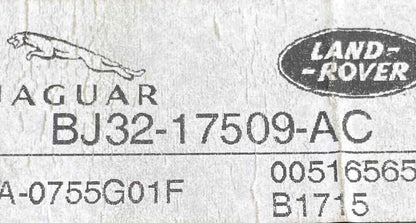 LAND-
-ROVER
JAGUAR
BJ32-17509-AC
A-0755G01F
00516565
B1715